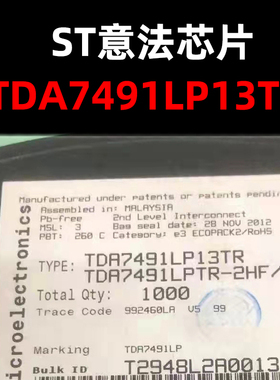 ST意法芯片
TDA7491LP13T
Manufactured under patents or patents pending
Assembled in: MALAYSIA
Pb-free 2nd Level Interconnect
MSL: 3 Bag seal date: 28 NOV 2012
PBT: 260 C Category: e3 ECOPACK2/RoHS
TYPE: TDA7491LP13TR
TDA7491LPTR-2HF/
Total Qty: 1000
Trace Code 992460LA V5 99
Marking TDA7491LP
Bulk ID T2948L2A0013
icroelectronics